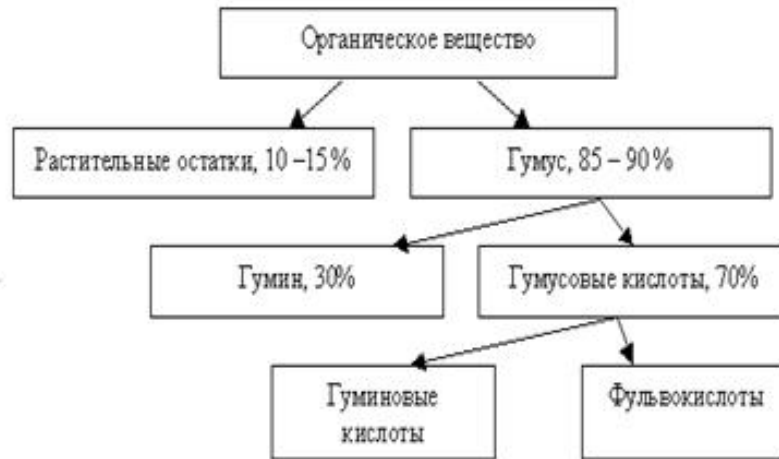 Органическое вещество
Растительные остатки, 10 –15%
Гумус, 85 – 90%
Гумин, 30%
Гумусовые кислоты, 70%
Гуминовые
кислоты
Фульвокислоты